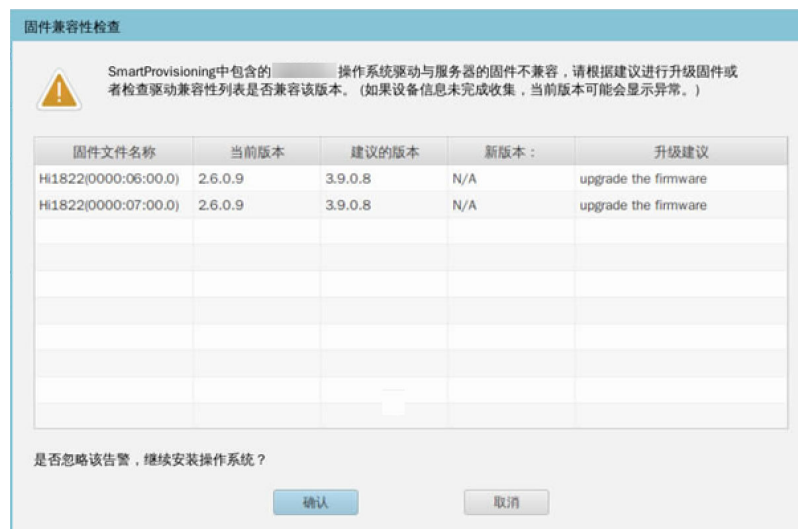 固件兼容性检查
SmartProvisioning中包含的 操作系统驱动与服务器的固件不兼容，请根据建议进行升级固件或
者检查驱动兼容性列表是否兼容该版本。(如果设备信息未完成收集，当前版本可能会显示异常。)
固件文件名称 当前版本 建议的版本 新版本： 升级建议
Hi1822(0000:06:00.0) 2.6.0.9 3.9.0.8 N/A upgrade the firmware
Hi1822(0000:07:00.0) 2.6.0.9 3.9.0.8 N/A upgrade the firmware
是否忽略该告警，继续安装操作系统？
确认 取消